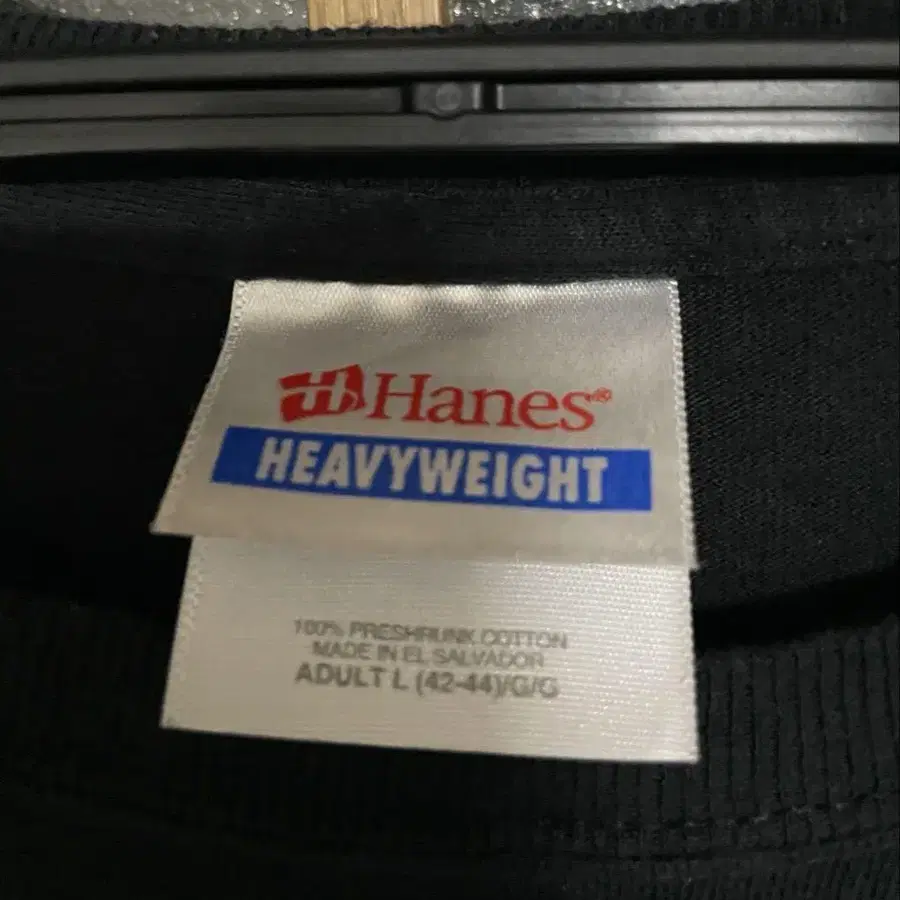 Hanes®
HEAVYWEIGHT
100% PRESHRUNK COTTON
MADE IN EL SALVADOR
ADULT L (42-44)/G/G